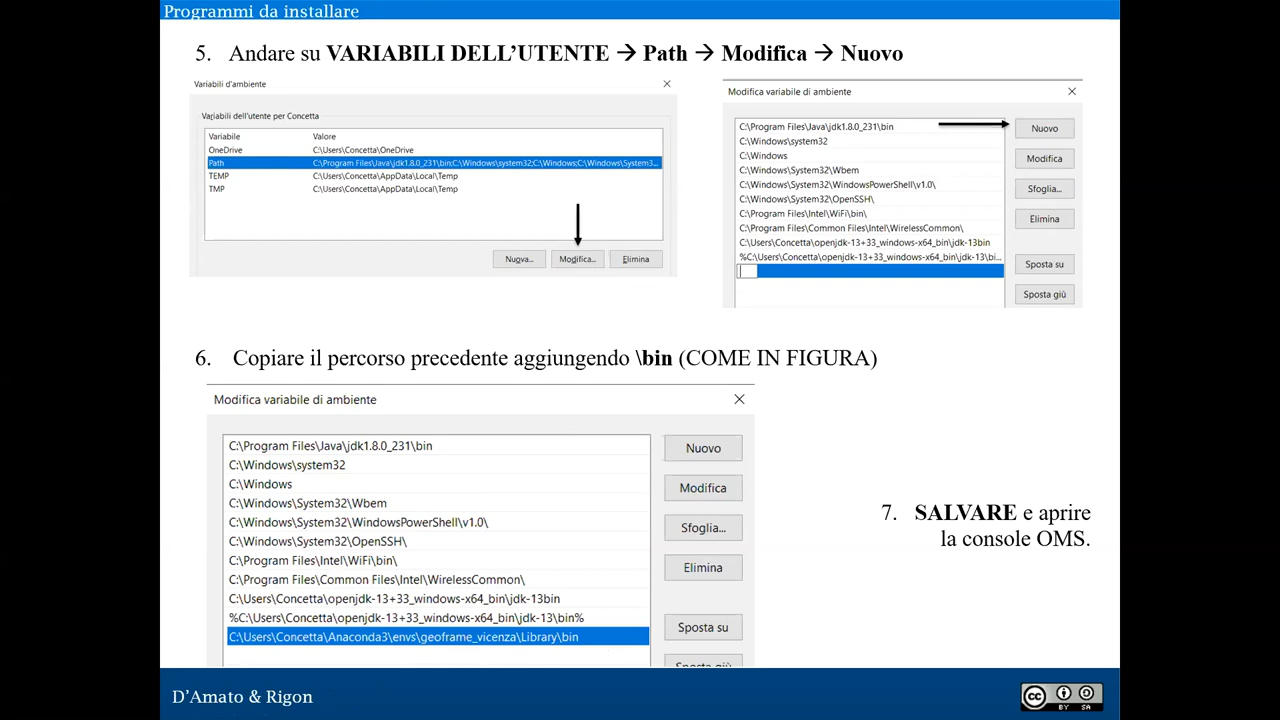 Programmi da installare
5. Andare su VARIABILI DELL'UTENTE → Path → Modifica → Nuovo
Variabili d'ambiente
Variabili dell'utente per Concetta
Variabile Valore
OneDrive C:\Users\Concetta\OneDrive
Path C:\Program Files\Java\jdk1.8.0_231\bin;C:\Windows\system32;C:\Windows;C:\Windows\System3...
TEMP C:\Users\Concetta\AppData\Local\Temp
TMP C:\Users\Concetta\AppData\Local\Temp
Nuova... Modifica... Elimina
Modifica variabile di ambiente
C:\Program Files\Java\jdk1.8.0_231\bin
C:\Windows\system32
C:\Windows
C:\Windows\System32\Wbem
C:\Windows\System32\WindowsPowerShell\v1.0\
C:\Windows\System32\OpenSSH\
C:\Program Files\Intel\WiFi\bin\
C:\Program Files\Common Files\Intel\WirelessCommon\
C:\Users\Concetta\openjdk-13+33_windows-x64_bin\jdk-13bin
%C:\Users\Concetta\openjdk-13+33_windows-x64_bin\jdk-13\bi...
Nuovo
Modifica
Sfoglia...
Elimina
Sposta su
Sposta giù
6. Copiare il percorso precedente aggiungendo \bin (COME IN FIGURA)
Modifica variabile di ambiente
C:\Program Files\Java\jdk1.8.0_231\bin
C:\Windows\system32
C:\Windows
C:\Windows\System32\Wbem
C:\Windows\System32\WindowsPowerShell\v1.0\
C:\Windows\System32\OpenSSH\
C:\Program Files\Intel\WiFi\bin\
C:\Program Files\Common Files\Intel\WirelessCommon\
C:\Users\Concetta\openjdk-13+33_windows-x64_bin\jdk-13bin
%C:\Users\Concetta\openjdk-13+33_windows-x64_bin\jdk-13\bin%
C:\Users\Concetta\Anaconda3\envs\geoframe_vicenza\Library\bin
Nuovo
Modifica
Sfoglia...
Elimina
Sposta su
Sposta giù
7. SALVARE e aprire
la console OMS.
D'Amato & Rigon
cc BY SA